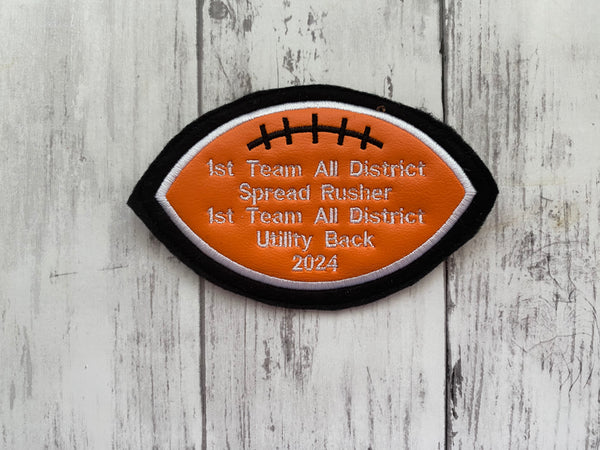 1st Team All District
Spread Rusher
1st Team All District
Utility Back
2024